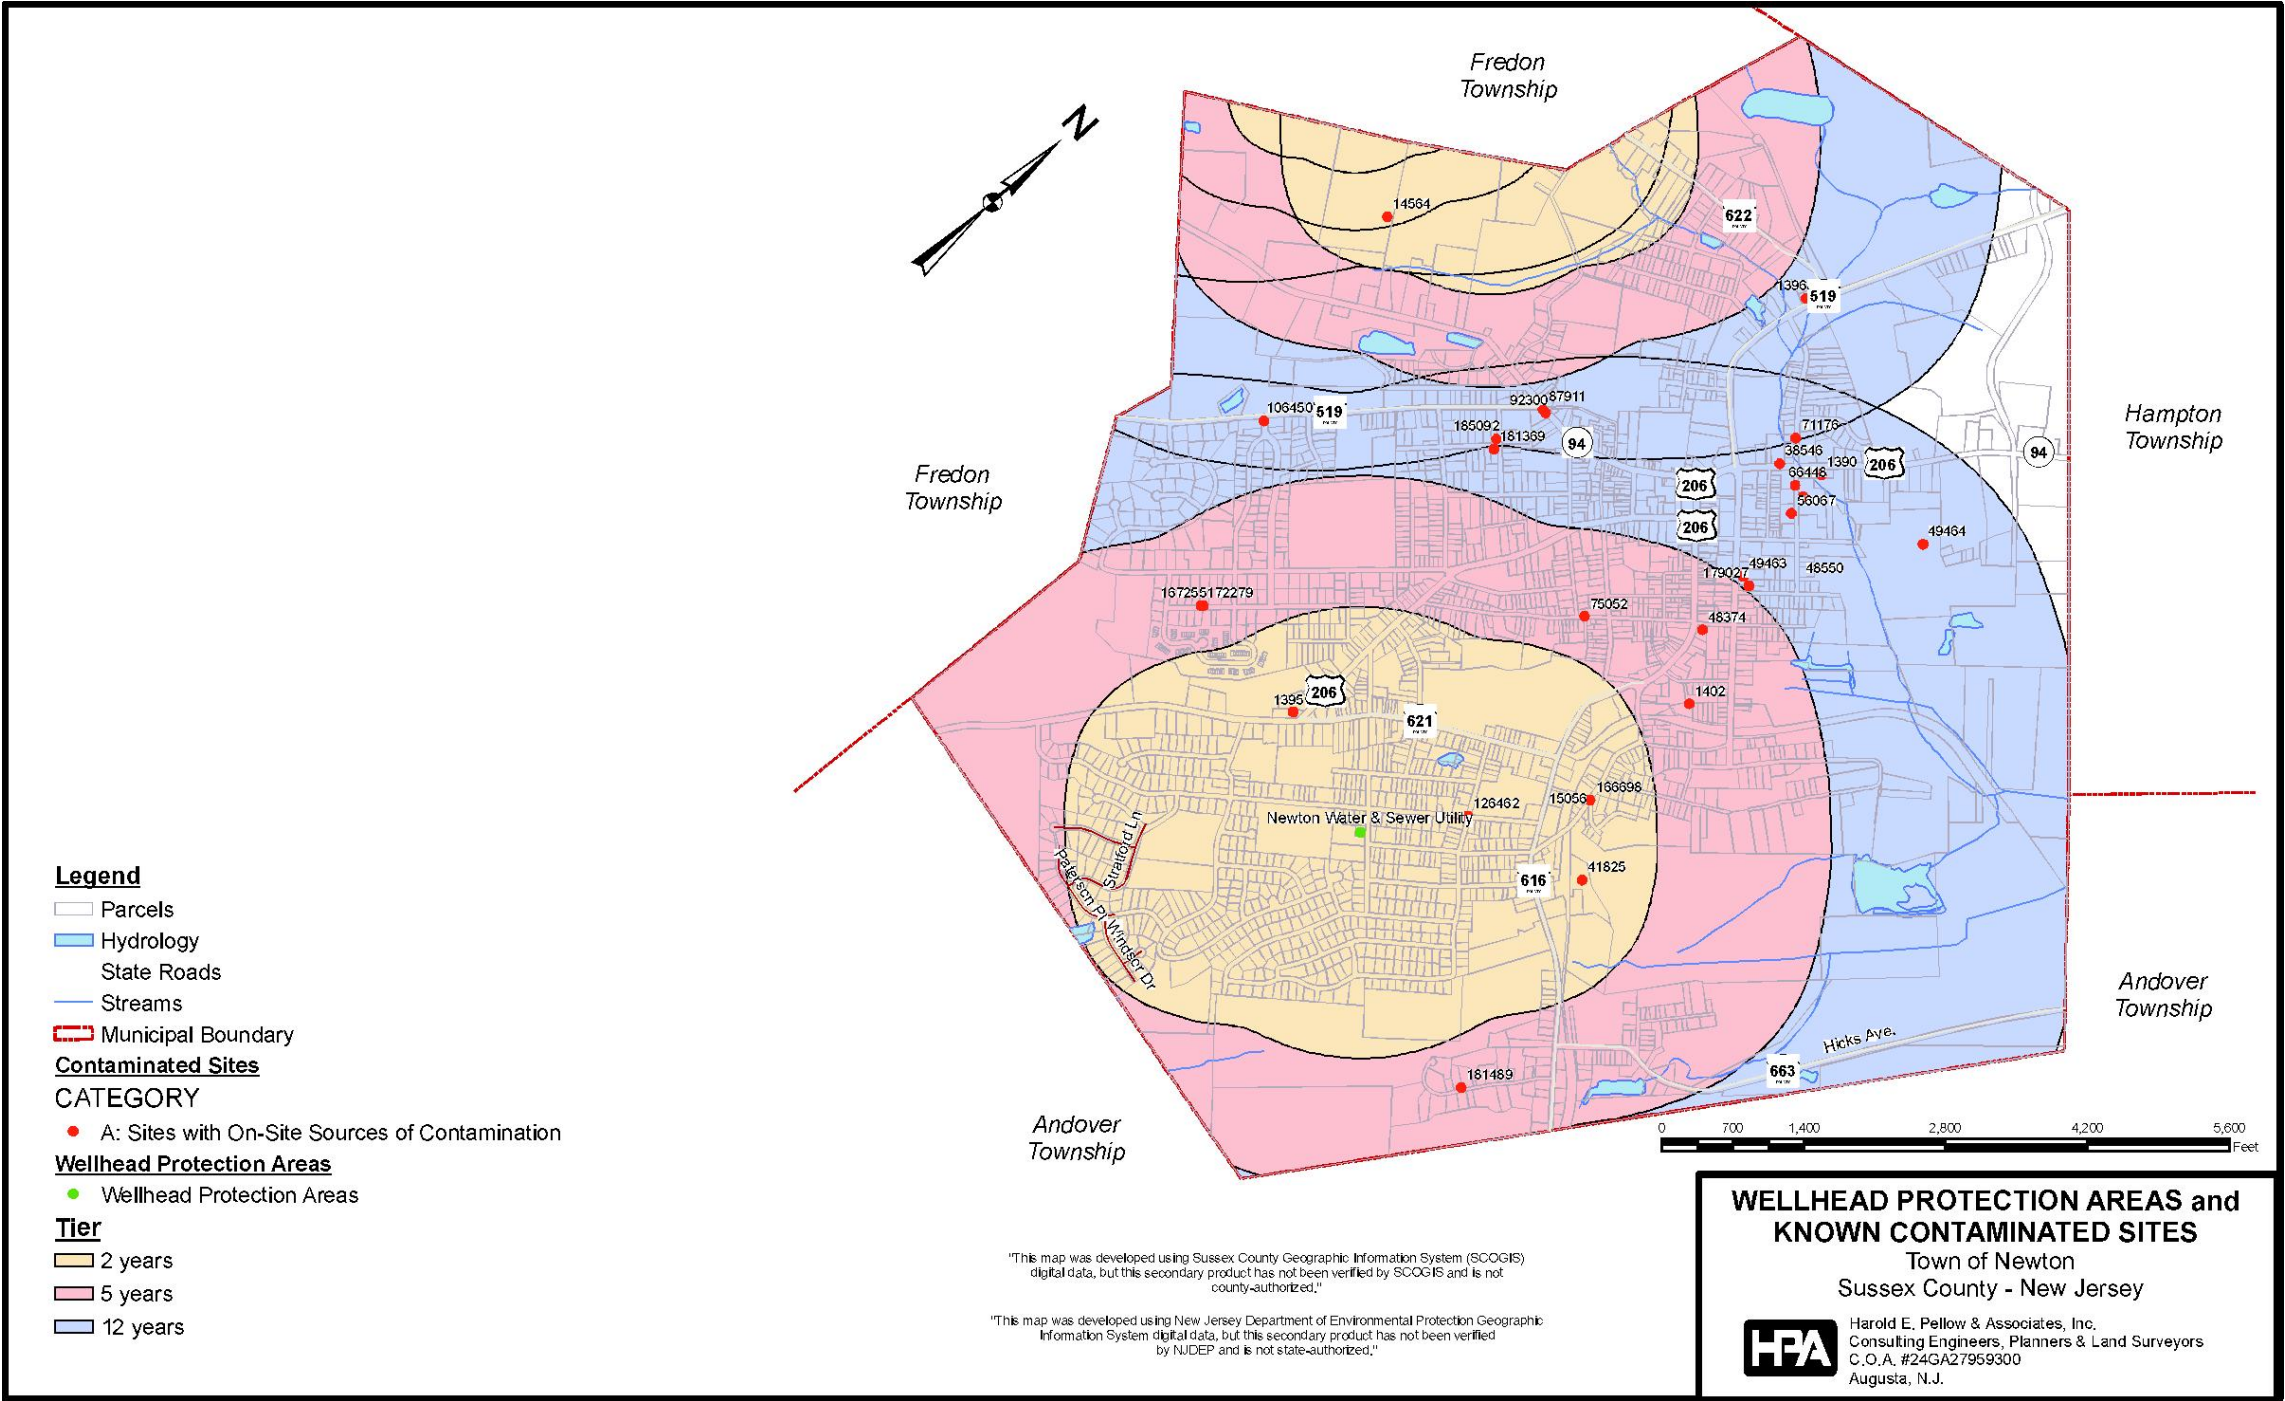 Fredon
Township
N
14564
622
1396
519
Hampton
Township
106450
519
92300
87911
185092
181369
94
71176
38546
1390
206
94
66448
206
56067
206
Fredon
Township
49464
179027
49463
48550
167255172279
75052
48374
1395
206
1402
621
126462
15056
166698
Newton Water & Sewer Utility
Stratford Ln
Paterson Pl
Windsor Dr
616
41825
Andover
Township
Hicks Ave.
663
181489
Andover
Township
0 700 1,400 2,800 4,200 5,600
Feet
Legend
Parcels
Hydrology
State Roads
Streams
Municipal Boundary
Contaminated Sites
CATEGORY
A: Sites with On-Site Sources of Contamination
Wellhead Protection Areas
Wellhead Protection Areas
Tier
2 years
5 years
12 years
"This map was developed using Sussex County Geographic Information System (SCOGIS)
digital data, but this secondary product has not been verified by SCOGIS and is not
county-authorized."
"This map was developed using New Jersey Department of Environmental Protection Geographic
Information System digital data, but this secondary product has not been verified
by NJDEP and is not state-authorized."
WELLHEAD PROTECTION AREAS and
KNOWN CONTAMINATED SITES
Town of Newton
Sussex County - New Jersey
HPA
Harold E. Pellow & Associates, Inc.
Consulting Engineers, Planners & Land Surveyors
C.O.A. #24GA27959300
Augusta, N.J.